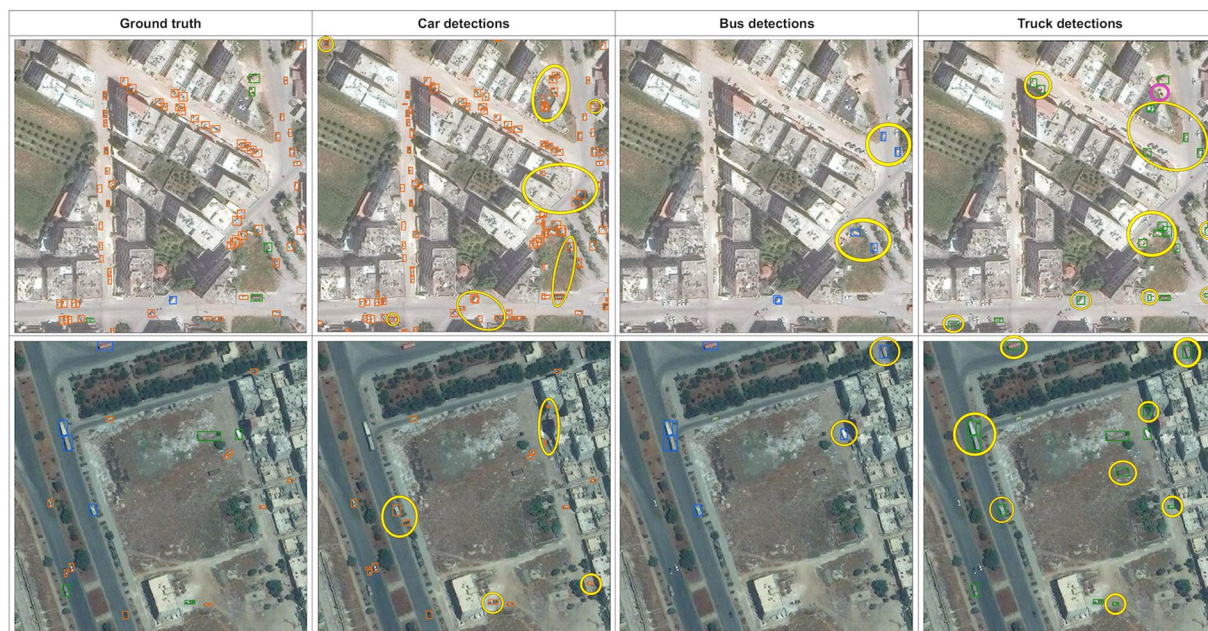 Ground truth
Car detections
Bus detections
Truck detections